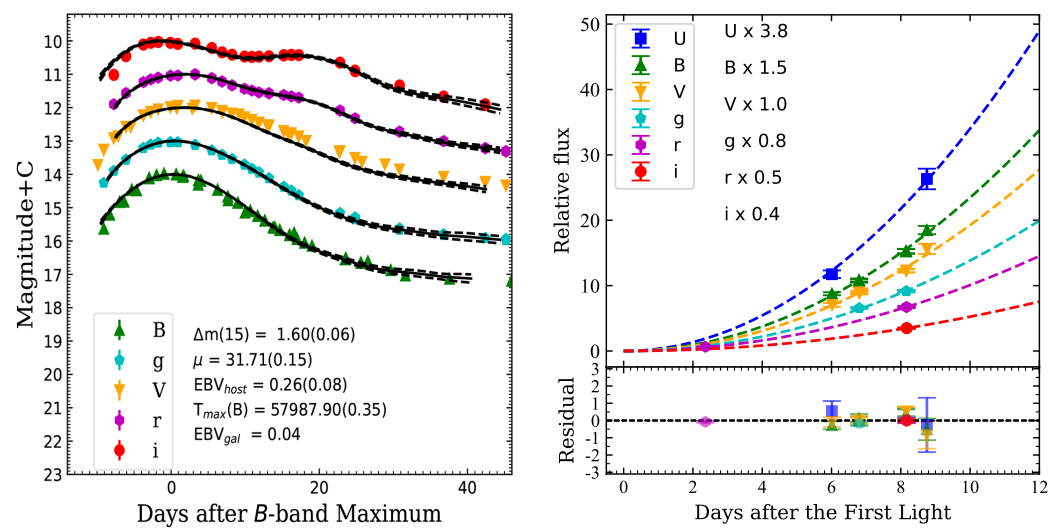 10
11
12
13
14
15
16
17
18
19
20
21
22
23
Magnitude+C
B
g
V
r
i
Δm(15) = 1.60(0.06)
μ = 31.71(0.15)
EBV_host = 0.26(0.08)
T_max(B) = 57987.90(0.35)
EBV_gal = 0.04
0 20 40
Days after B-band Maximum
50
40
30
20
10
0
Relative flux
U
B
V
g
r
i
U x 3.8
B x 1.5
V x 1.0
g x 0.8
r x 0.5
i x 0.4
3
2
1
0
-1
-2
-3
Residual
0 2 4 6 8 10 12
Days after the First Light